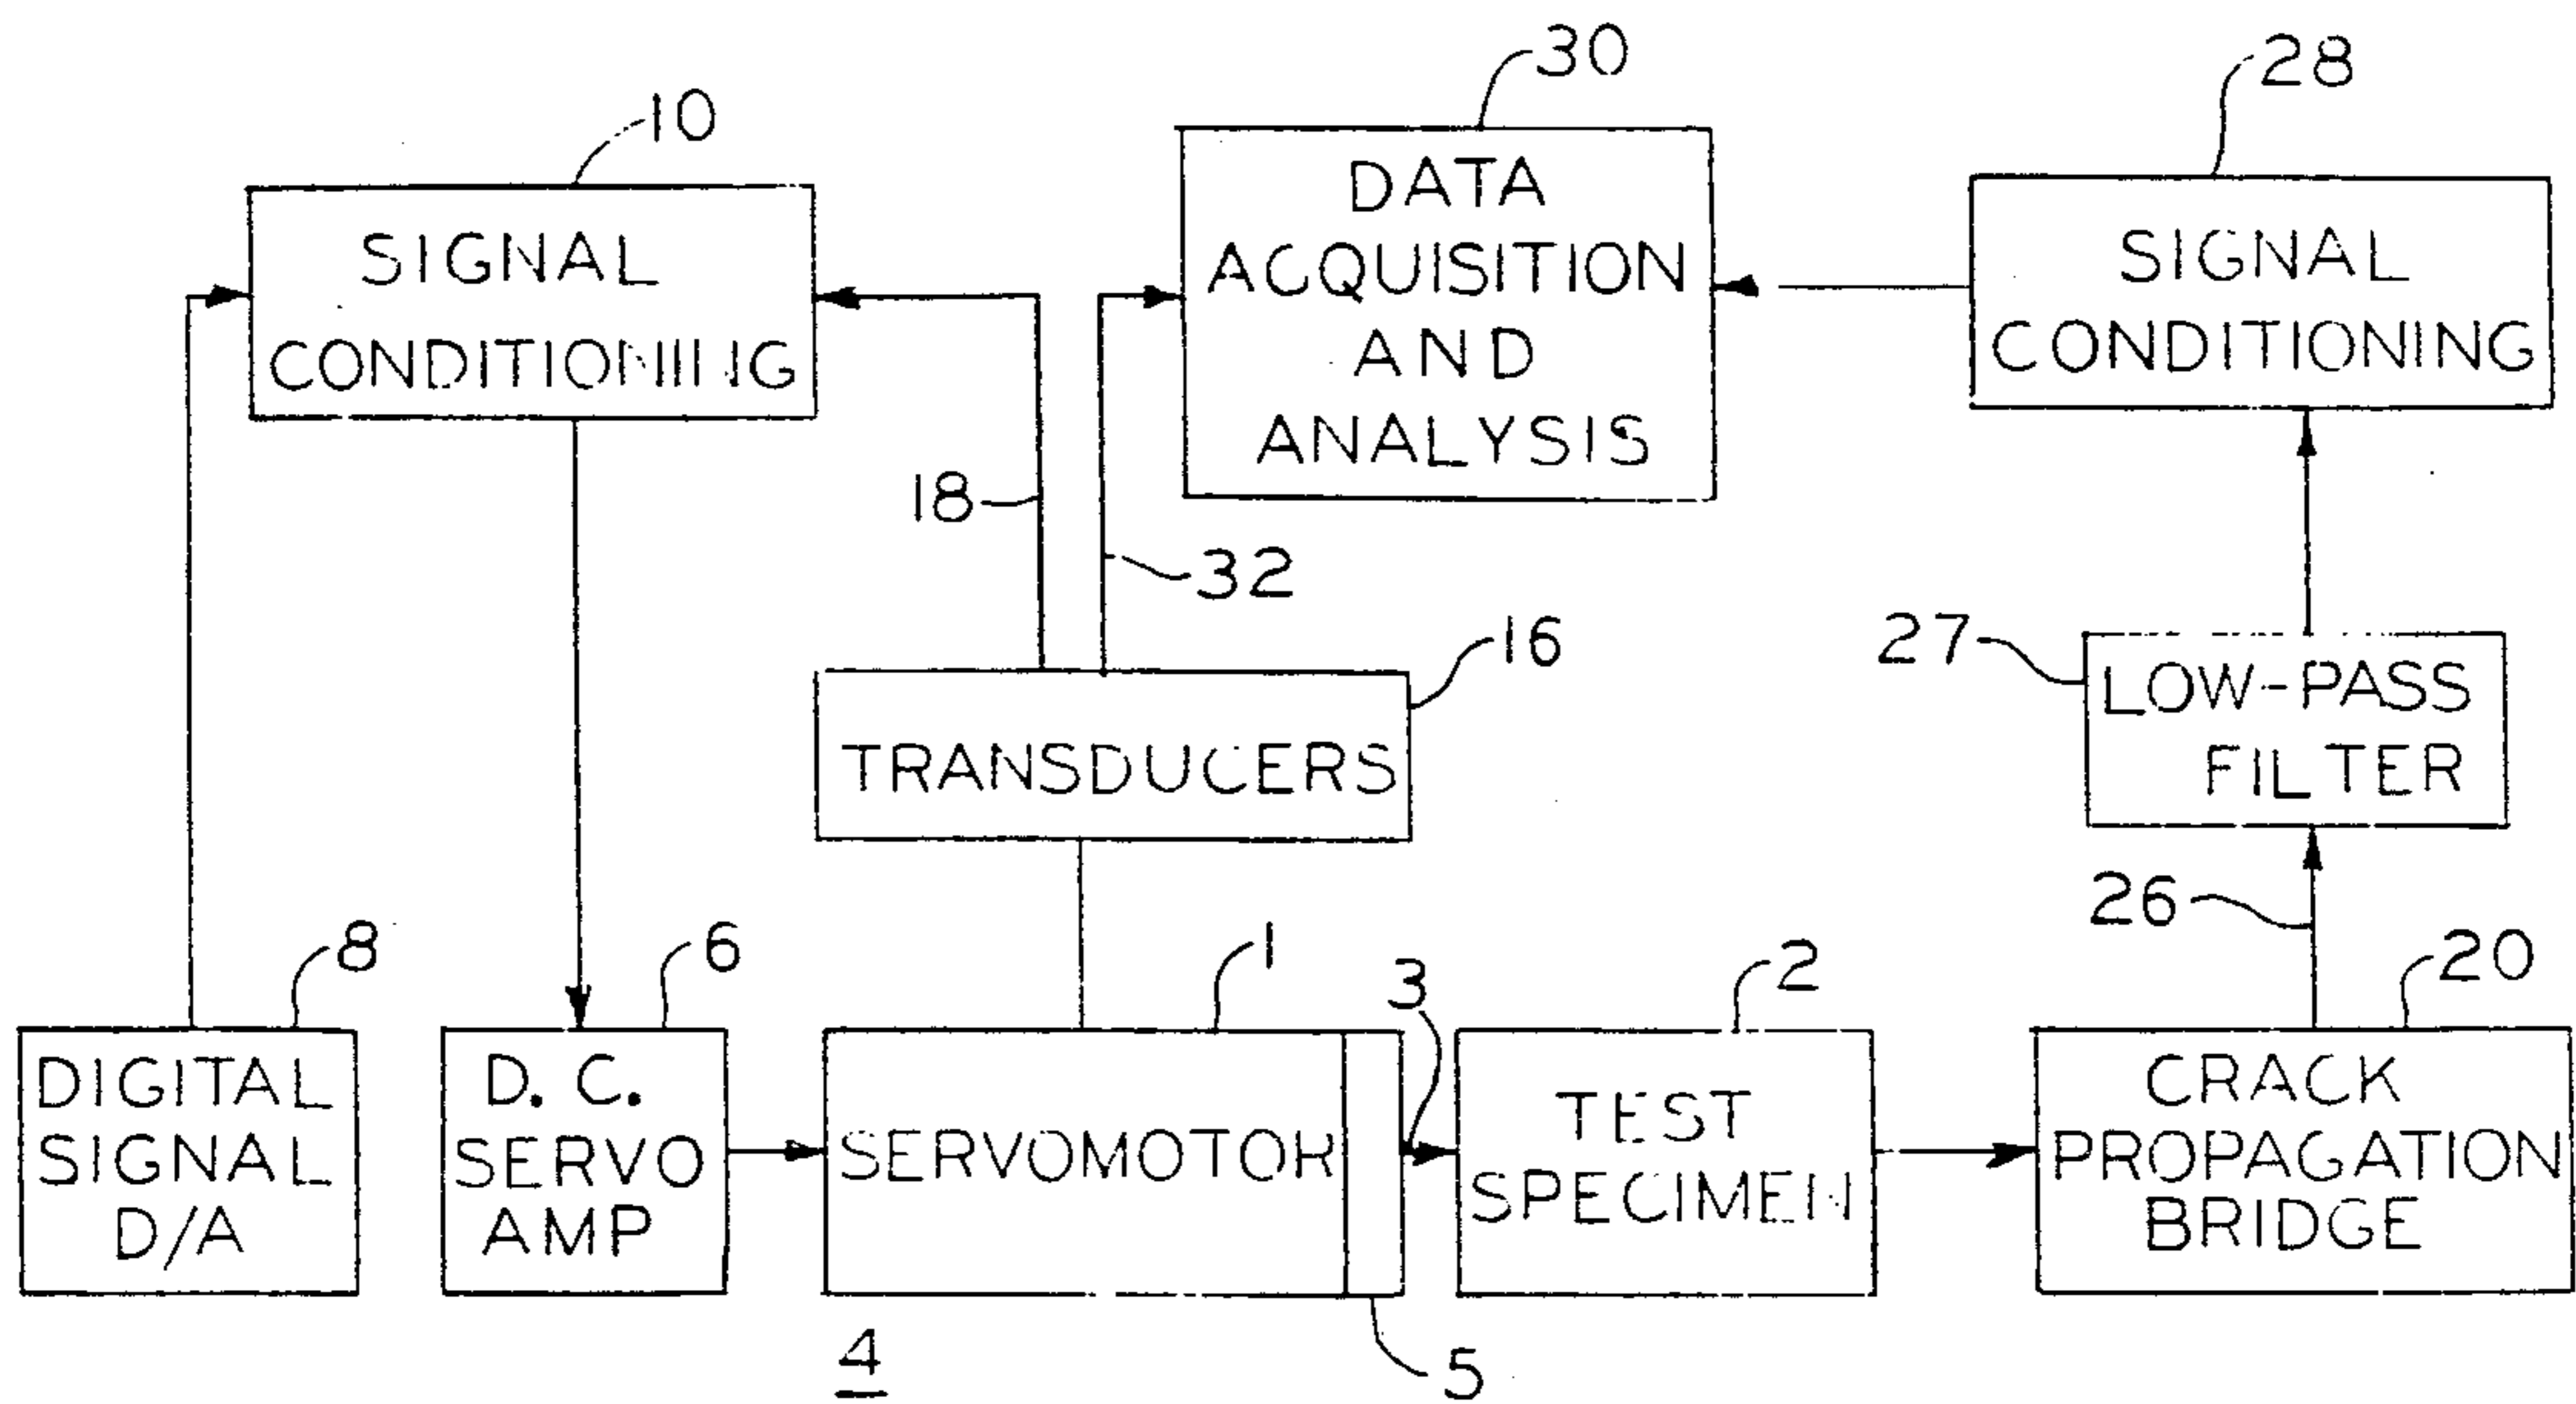 30
28
10
DATA
ACQUISITION
AND
ANALYSIS
SIGNAL
CONDITIONING
SIGNAL
CONDITIONING
18
32
16
27
LOW-PASS
FILTER
TRANSDUCERS
26
8
6
1
3
2
20
DIGITAL
SIGNAL
D/A
D. C.
SERVO
AMP
SERVOMOTOR
TEST
SPECIMEN
CRACK
PROPAGATION
BRIDGE
4
5